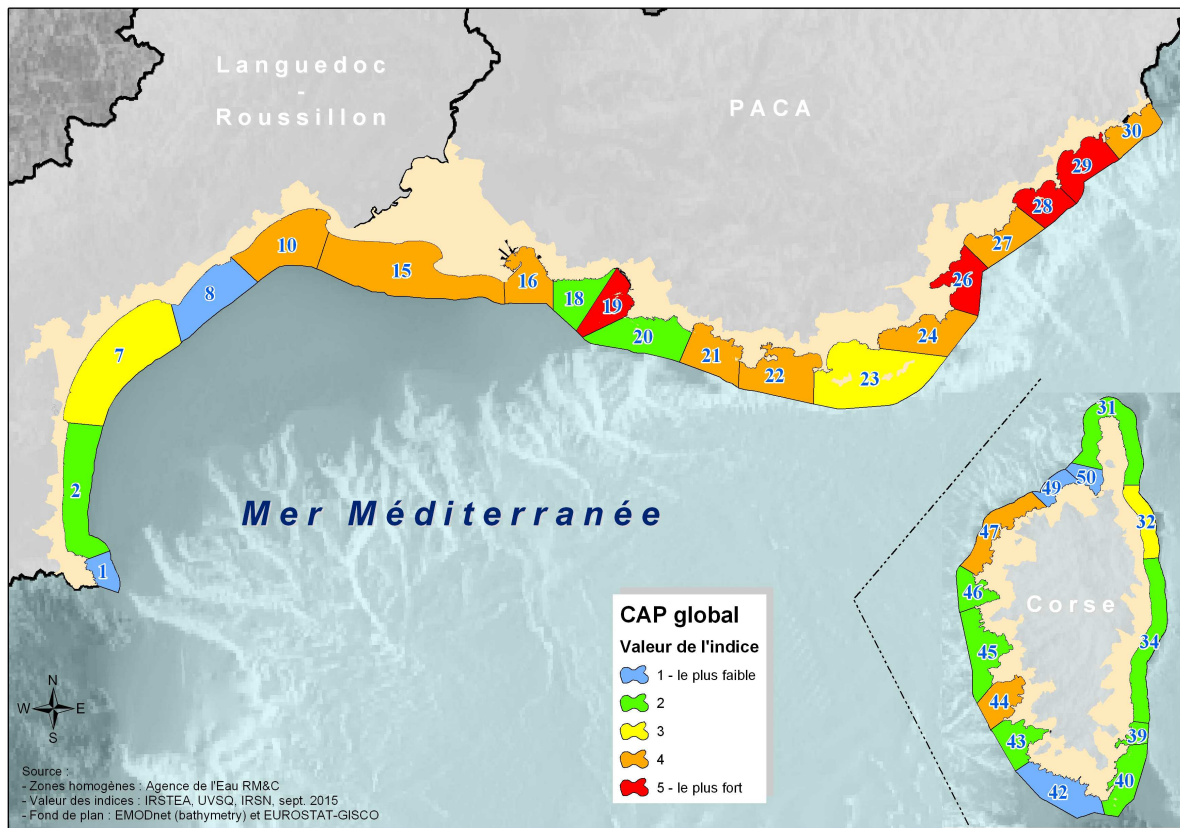 Languedoc
-
Roussillon
PACA
30
29
28
27
26
10
15
16
8
18
19
20
21
22
23
24
7
2
1
Mer Méditerranée
31
50
49
32
47
46
Corse
34
45
44
43
39
40
42
CAP global
Valeur de l'indice
1 - le plus faible
2
3
4
5 - le plus fort
N
W
E
S
Source :
- Zones homogènes : Agence de l'Eau RM&C
- Valeur des indices : IRSTEA, UVSQ, IRSN, sept. 2015
- Fond de plan : EMODnet (bathymetry) et EUROSTAT-GISCO